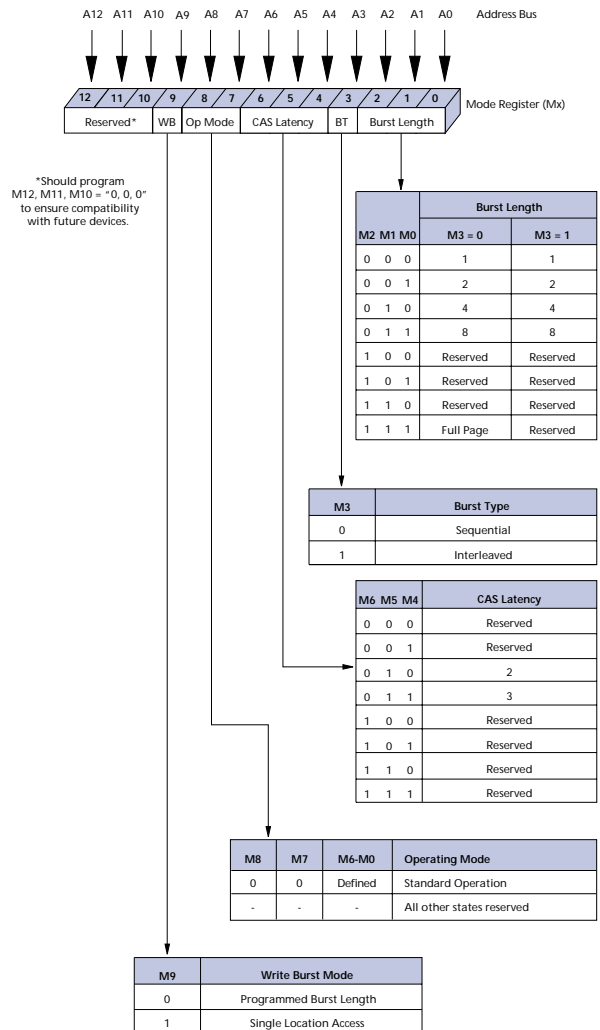 A12 A11 A10 A9 A8 A7 A6 A5 A4 A3 A2 A1 A0 Address Bus
12 11 10 9 8 7 6 5 4 3 2 1 0
Mode Register (Mx)
Reserved* WB Op Mode CAS Latency BT Burst Length
*Should program
M12, M11, M10 = "0, 0, 0"
to ensure compatibility
with future devices.
Burst Length
M2 M1 M0 M3 = 0 M3 = 1
0 0 0 1 1
0 0 1 2 2
0 1 0 4 4
0 1 1 8 8
1 0 0 Reserved Reserved
1 0 1 Reserved Reserved
1 1 0 Reserved Reserved
1 1 1 Full Page Reserved
M3 Burst Type
0 Sequential
1 Interleaved
M6 M5 M4 CAS Latency
0 0 0 Reserved
0 0 1 Reserved
0 1 0 2
0 1 1 3
1 0 0 Reserved
1 0 1 Reserved
1 1 0 Reserved
1 1 1 Reserved
M8 M7 M6-M0 Operating Mode
0 0 Defined Standard Operation
- - - All other states reserved
M9 Write Burst Mode
0 Programmed Burst Length
1 Single Location Access